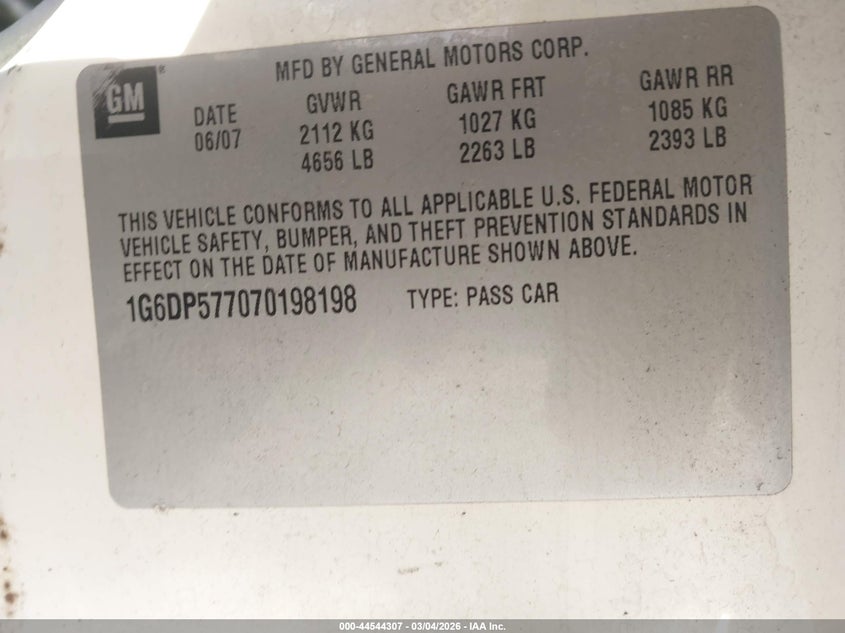 MFD BY GENERAL MOTORS CORP.
GM ®
DATE GVWR GAWR FRT GAWR RR
06/07 2112 KG 1027 KG 1085 KG
4656 LB 2263 LB 2393 LB
THIS VEHICLE CONFORMS TO ALL APPLICABLE U.S. FEDERAL MOTOR
VEHICLE SAFETY, BUMPER, AND THEFT PREVENTION STANDARDS IN
EFFECT ON THE DATE OF MANUFACTURE SHOWN ABOVE.
1G6DP577070198198 TYPE: PASS CAR
000-44544307 - 03/04/2026 - IAA Inc.